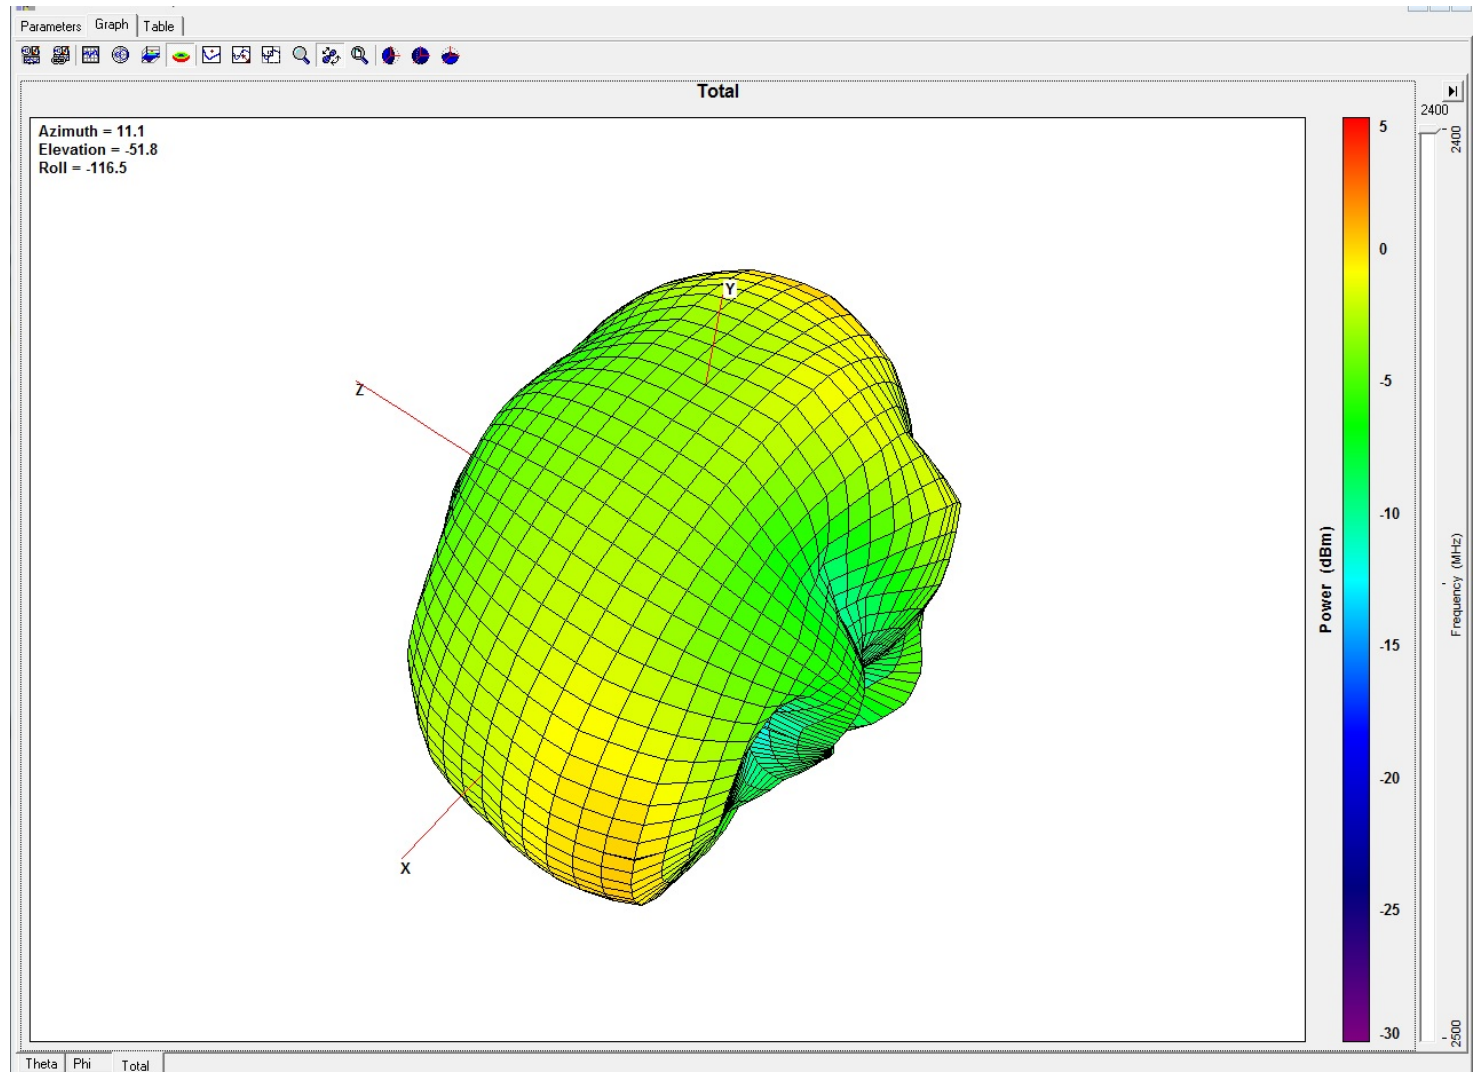 Parameters Graph Table
Total
Azimuth = 11.1
Elevation = -51.8
Roll = -116.5
Y
Z
X
5
0
-5
-10
-15
-20
-25
-30
Power (dBm)
2400
2400
Frequency (MHz)
2500
Theta Phi Total